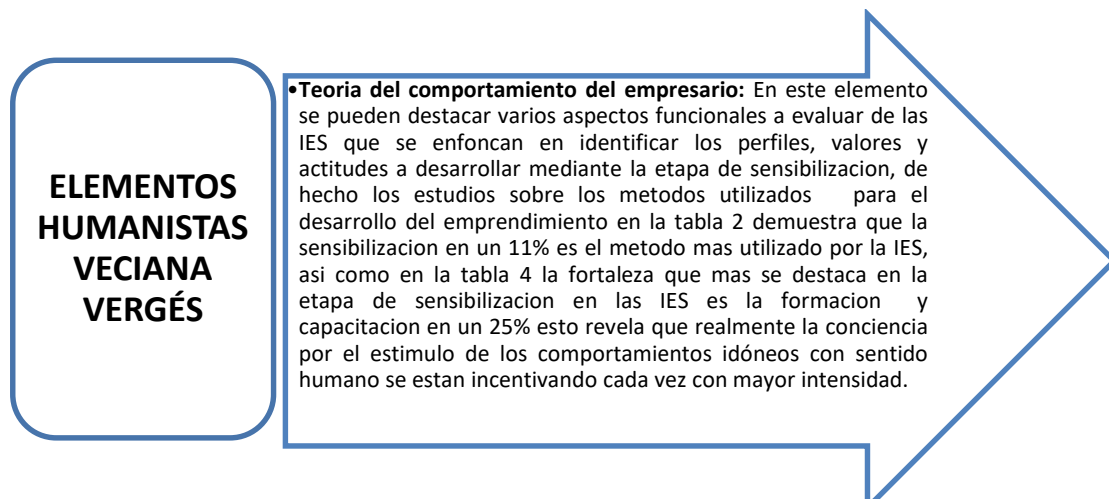 ELEMENTOS
HUMANISTAS
VECIANA
VERGÉS
•Teoria del comportamiento del empresario: En este elemento
se pueden destacar varios aspectos funcionales a evaluar de las
IES que se enfoncan en identificar los perfiles, valores y
actitudes a desarrollar mediante la etapa de sensibilizacion, de
hecho los estudios sobre los metodos utilizados para el
desarrollo del emprendimiento en la tabla 2 demuestra que la
sensibilizacion en un 11% es el metodo mas utilizado por la IES,
asi como en la tabla 4 la fortaleza que mas se destaca en la
etapa de sensibilizacion en las IES es la formacion y
capacitacion en un 25% esto revela que realmente la conciencia
por el estimulo de los comportamientos idóneos con sentido
humano se estan incentivando cada vez con mayor intensidad.